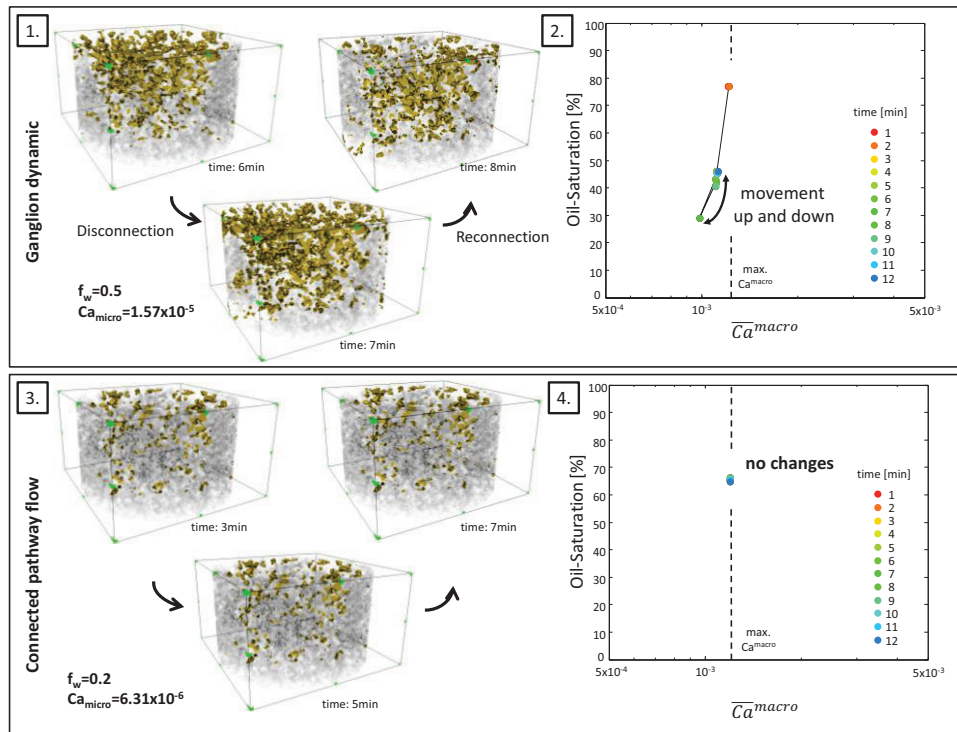 1.
Ganglion dynamic
time: 6min
time: 8min
Disconnection
Reconnection
f_w=0.5
Ca_micro=1.57x10^-5
time: 7min
2.
Oil-Saturation [%]
100
90
80
70
60
50
40
30
20
10
0
movement
up and down
max.
Ca^macro
time [min]
1
2
3
4
5
6
7
8
9
10
11
12
5x10^-4
10^-3
5x10^-3
C̅a̅^macro
3.
Connected pathway flow
time: 3min
time: 7min
f_w=0.2
Ca_micro=6.31x10^-6
time: 5min
4.
Oil-Saturation [%]
100
90
80
70
60
50
40
30
20
10
0
no changes
max.
Ca^macro
time [min]
1
2
3
4
5
6
7
8
9
10
11
12
5x10^-4
10^-3
5x10^-3
C̅a̅^macro